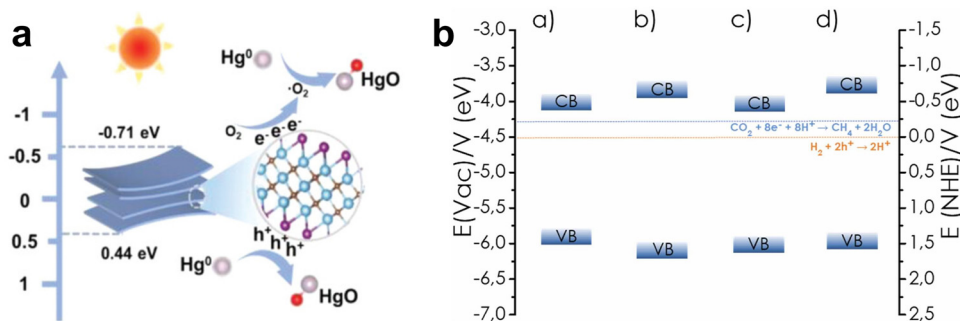 a
Hg⁰
HgO
·O₂
O₂
e⁻ e⁻ e⁻
-1
-0.5
0
0.5
1
-0.71 eV
0.44 eV
h⁺ h⁺ h⁺
Hg⁰
HgO
b
a) b) c) d)
E(Vac)/V (eV)
-3,0
-3,5
-4,0
-4,5
-5,0
-5,5
-6,0
-6,5
-7,0
CB CB CB CB
CO₂ + 8e⁻ + 8H⁺ → CH₄ + 2H₂O
H₂ + 2h⁺ → 2H⁺
VB VB VB VB
-1,5
-1,0
-0,5
0,0
0,5
1,0
1,5
2,0
2,5
E (NHE)/V (eV)